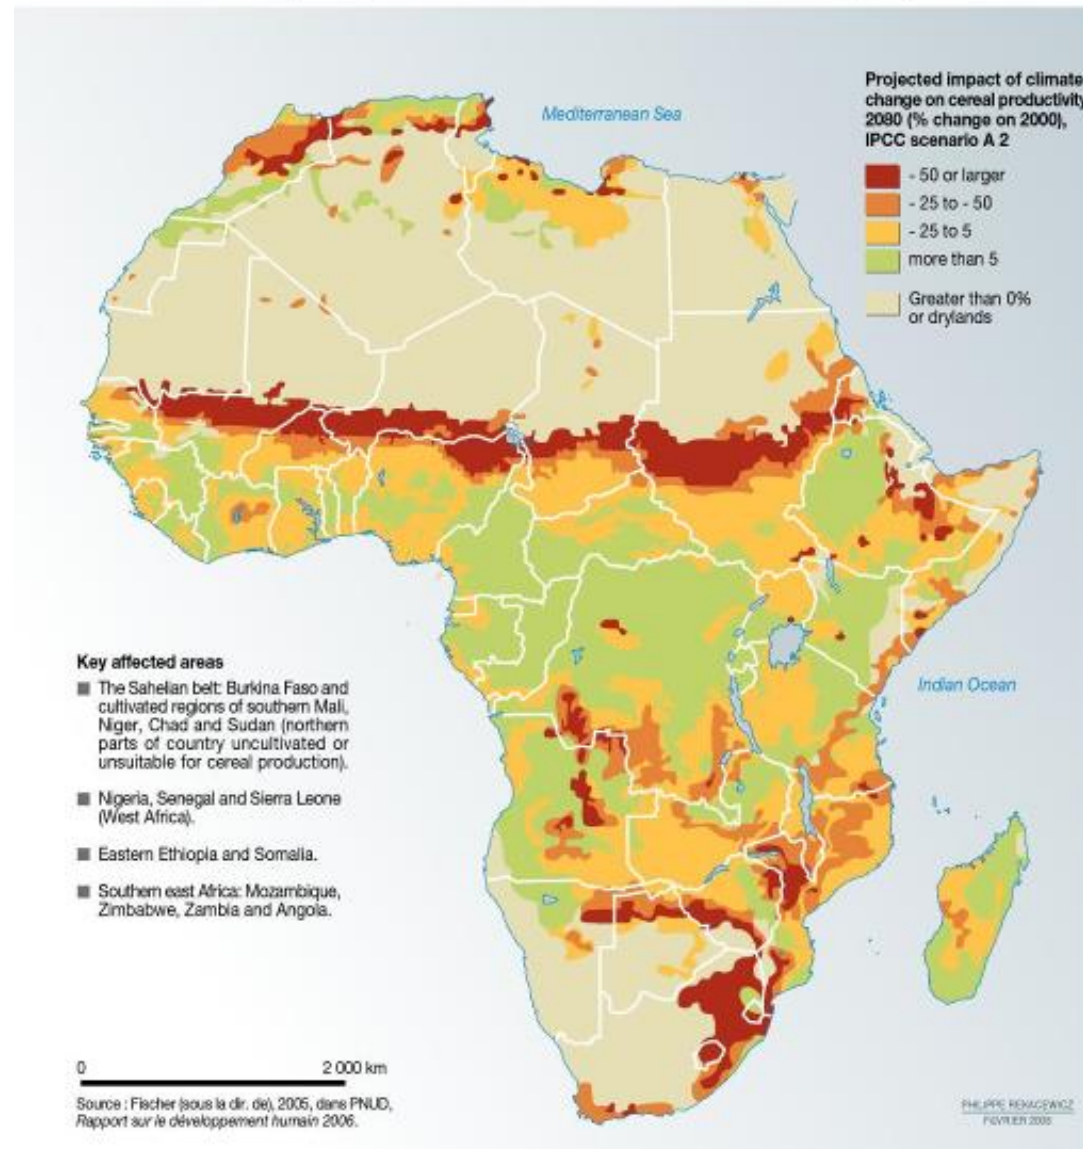 Mediterranean Sea
Projected impact of climate
change on cereal productivity
2080 (% change on 2000),
IPCC scenario A 2
- 50 or larger
- 25 to - 50
- 25 to 5
more than 5
Greater than 0%
or drylands
Key affected areas
The Sahelian belt: Burkina Faso and
cultivated regions of southern Mali,
Niger, Chad and Sudan (northern
parts of country uncultivated or
unsuitable for cereal production).
Nigeria, Senegal and Sierra Leone
(West Africa).
Eastern Ethiopia and Somalia.
Southern east Africa: Mozambique,
Zimbabwe, Zambia and Angola.
Indian Ocean
0 2 000 km
Source : Fischer (sous la dir. de), 2005, dans PNUD,
Rapport sur le développement humain 2006.
PHILIPPE REKACEWICZ
FÉVRIER 2008